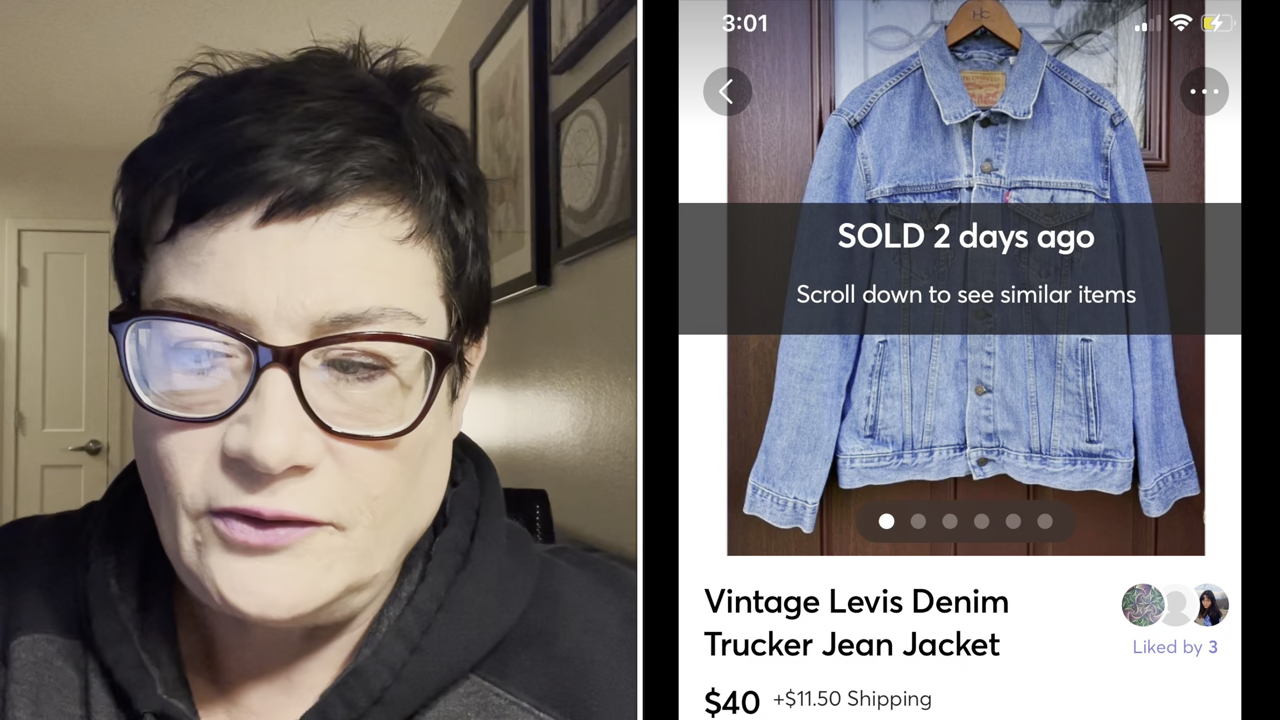 3:01
HC
SOLD 2 days ago
Scroll down to see similar items
Vintage Levis Denim
Trucker Jean Jacket
Liked by 3
$40 +$11.50 Shipping